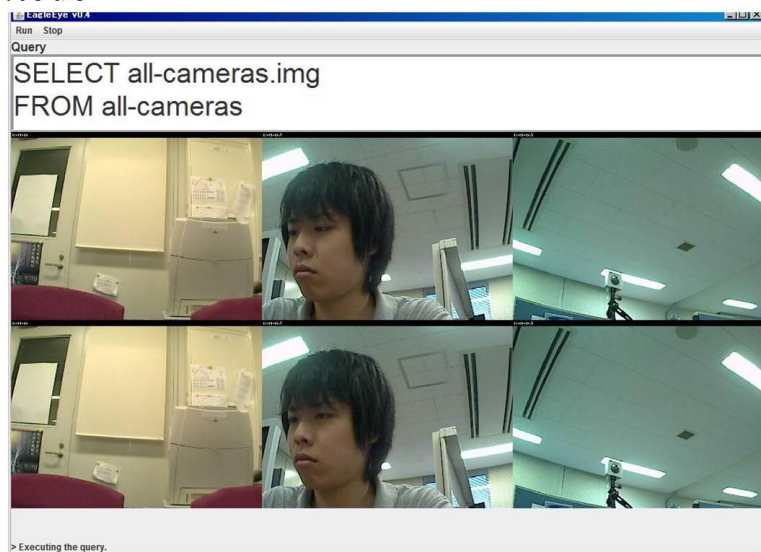 EagleEye v0.4
Run Stop
Query
SELECT all-cameras.img
FROM all-cameras
> Executing the query.